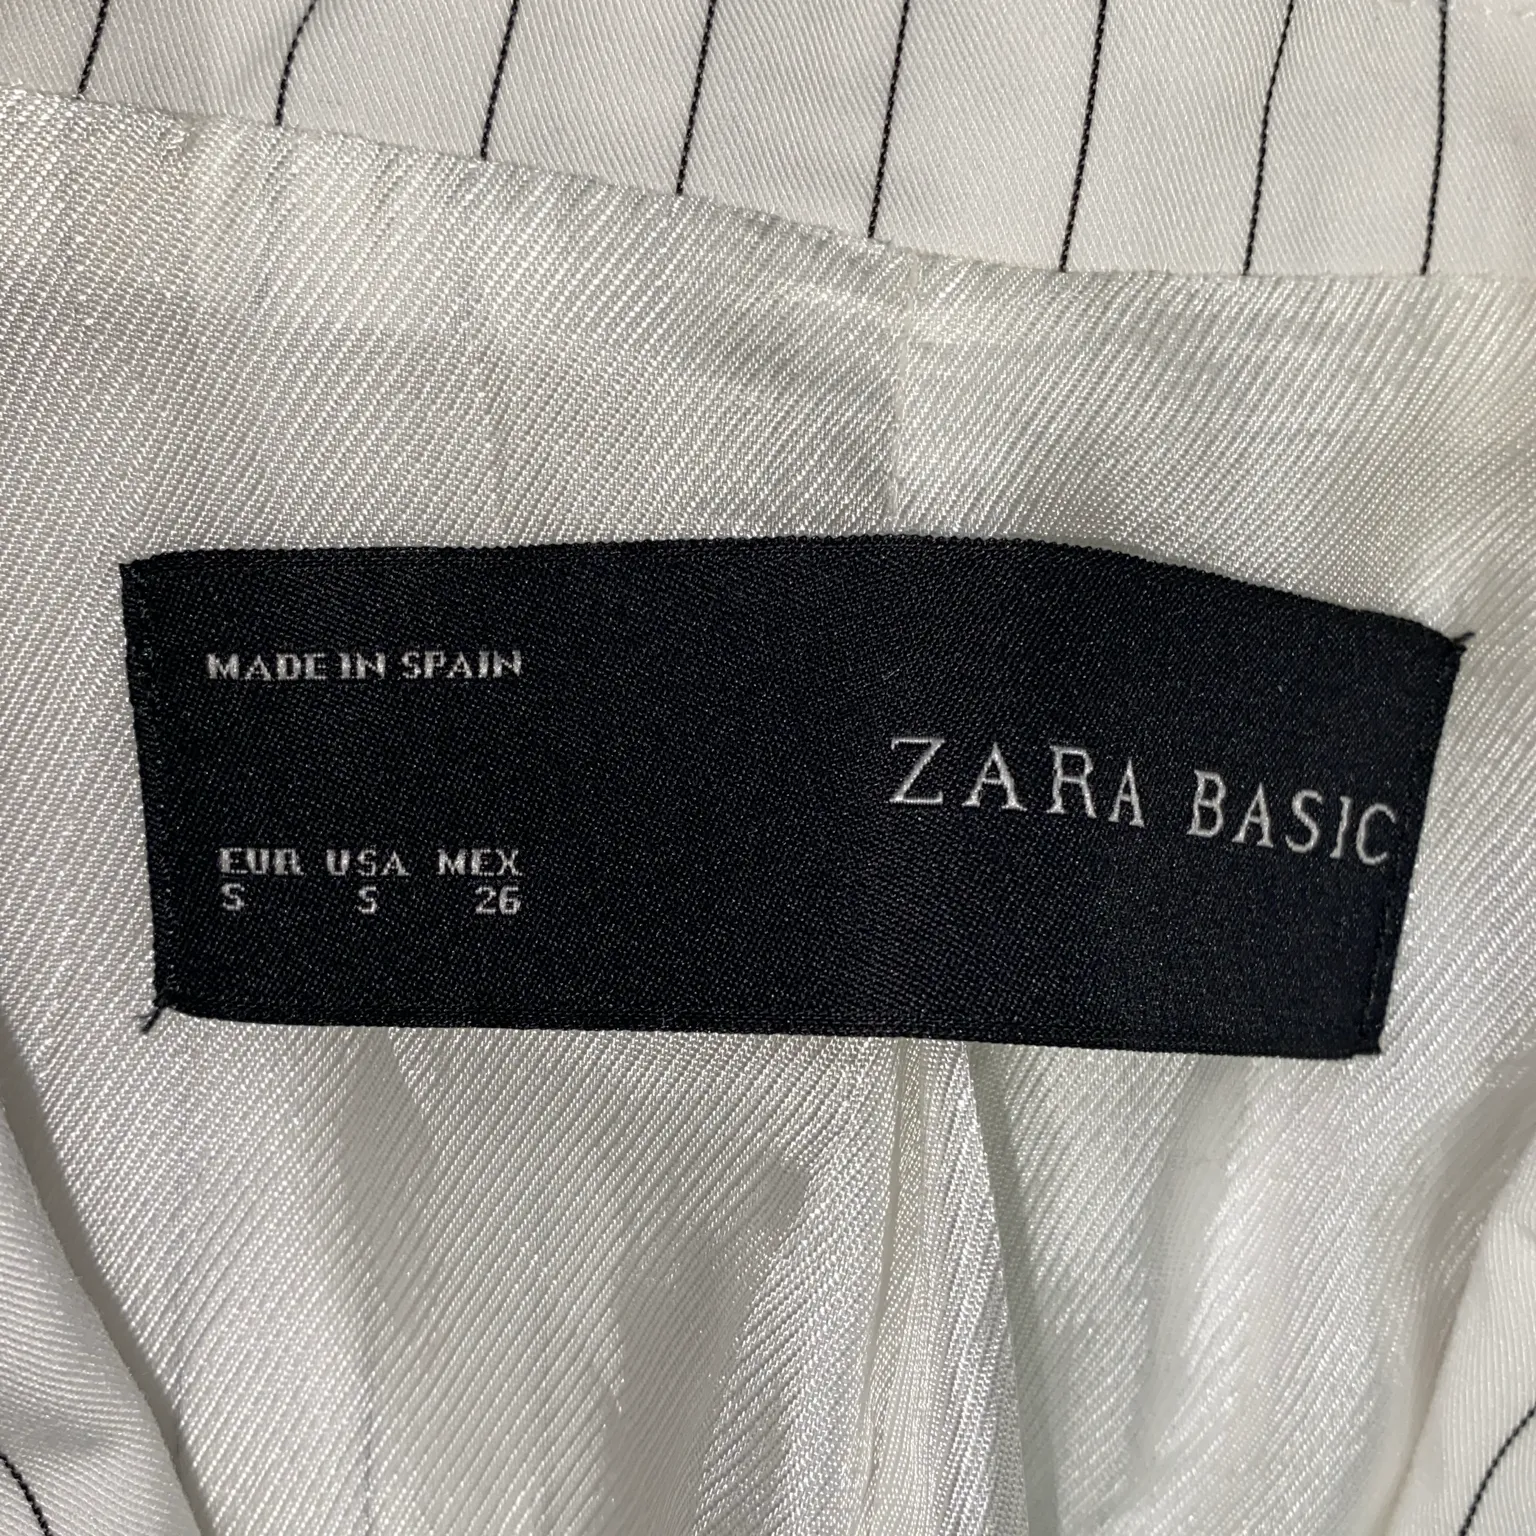 MADE IN SPAIN
ZARA BASIC
EUR USA MEX
S S 26